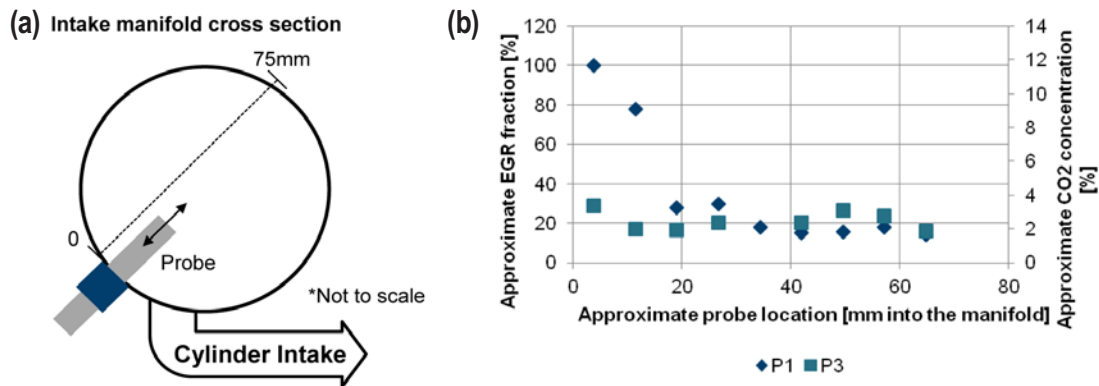 (a) Intake manifold cross section
75mm
0
Probe
*Not to scale
Cylinder Intake
(b)
Approximate EGR fraction [%]
120
100
80
60
40
20
0
14
12
10
8
6
4
2
0
Approximate CO2 concentration
[%]
0 20 40 60 80
Approximate probe location [mm into the manifold]
P1 P3